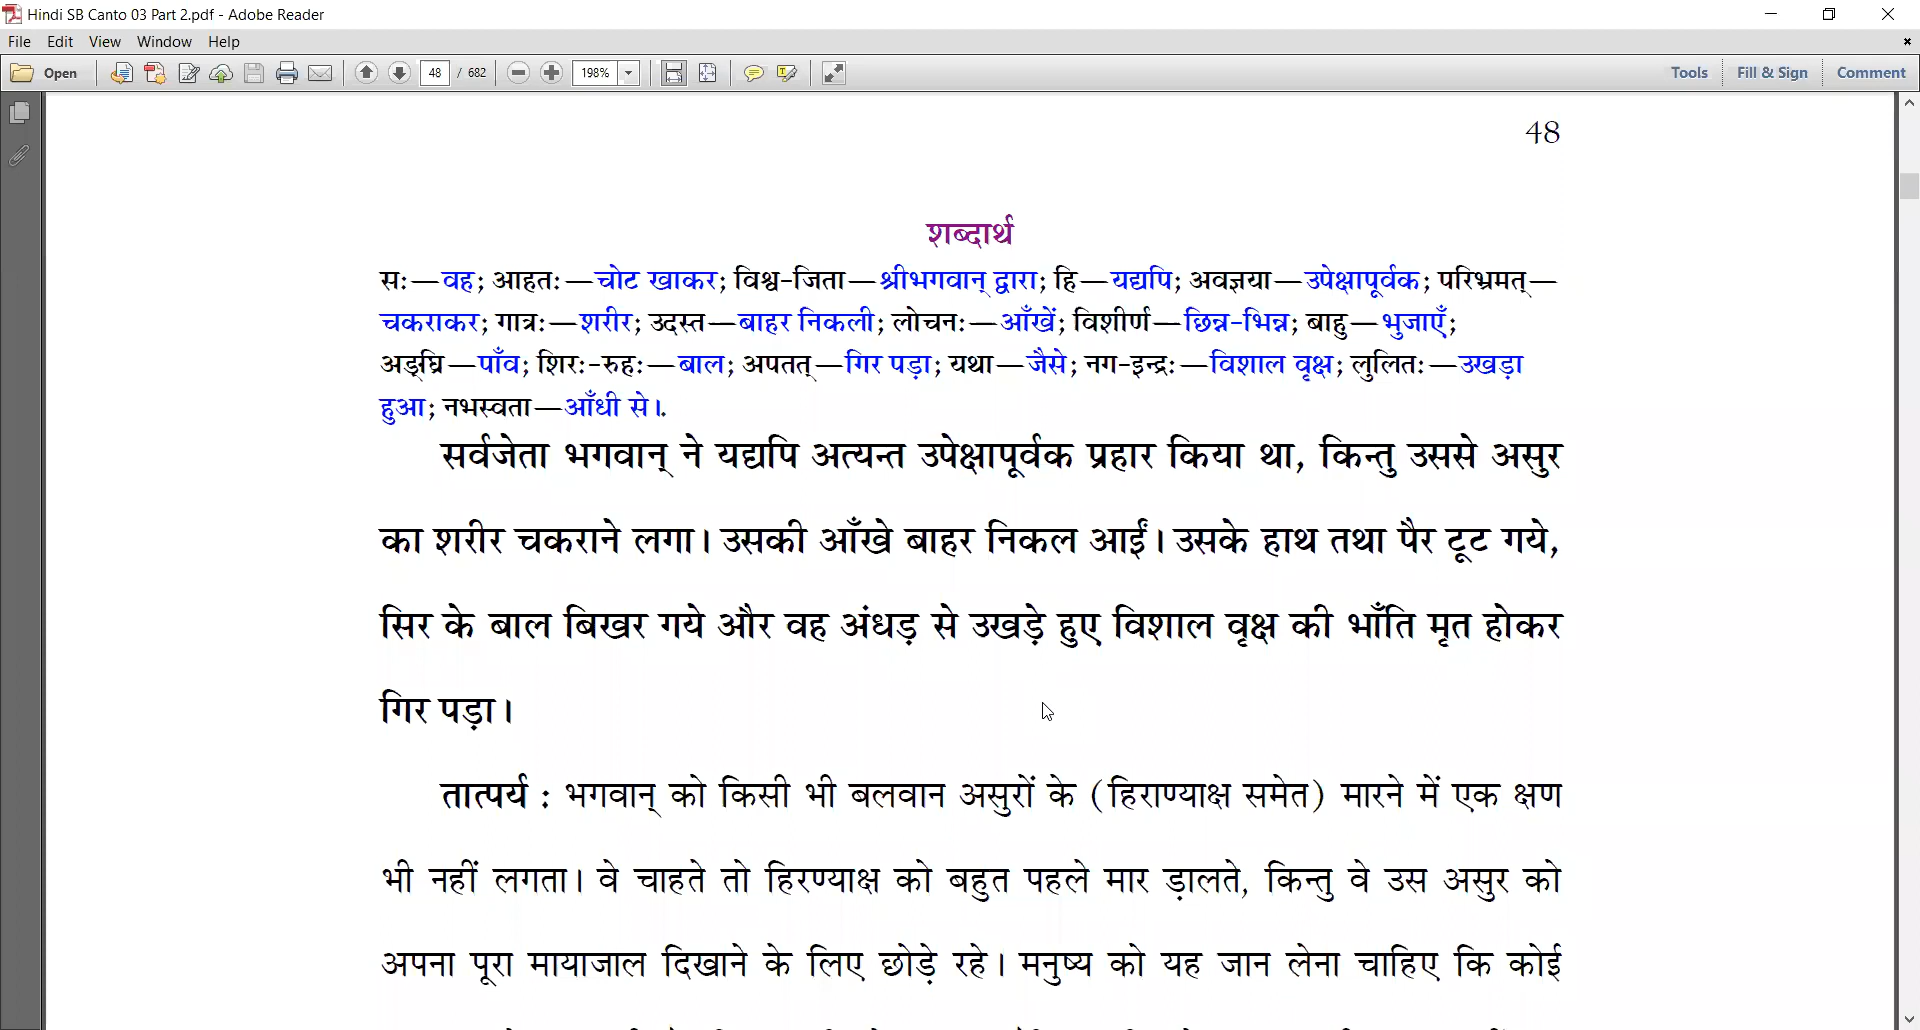 Hindi SB Canto 03 Part 2.pdf - Adobe Reader
File Edit View Window Help
Open 48 / 682 198% Tools Fill & Sign Comment
48
शब्दार्थ
सः—वह; आहतः—चोट खाकर; विश्व-जिता—श्रीभगवान् द्वारा; हि—यद्यपि; अवज्ञया—उपेक्षापूर्वक; परिभ्रमत्—
चकराकर; गात्रः—शरीर; उदस्त—बाहर निकली; लोचनः—आँखें; विशीर्ण—छिन्न-भिन्न; बाहु—भुजाएँ;
अङ्घ्रि—पाँव; शिरः-रुहः—बाल; अपतत्—गिर पड़ा; यथा—जैसे; नग-इन्द्रः—विशाल वृक्ष; लुलितः—उखड़ा
हुआ; नभस्वता—आँधी से।.
सर्वजेता भगवान् ने यद्यपि अत्यन्त उपेक्षापूर्वक प्रहार किया था, किन्तु उससे असुर
का शरीर चकराने लगा। उसकी आँखे बाहर निकल आईं। उसके हाथ तथा पैर टूट गये,
सिर के बाल बिखर गये और वह अंधड़ से उखड़े हुए विशाल वृक्ष की भाँति मृत होकर
गिर पड़ा।
तात्पर्य : भगवान् को किसी भी बलवान असुरों के (हिराण्याक्ष समेत) मारने में एक क्षण
भी नहीं लगता। वे चाहते तो हिरण्याक्ष को बहुत पहले मार ड़ालते, किन्तु वे उस असुर को
अपना पूरा मायाजाल दिखाने के लिए छोड़े रहे। मनुष्य को यह जान लेना चाहिए कि कोई